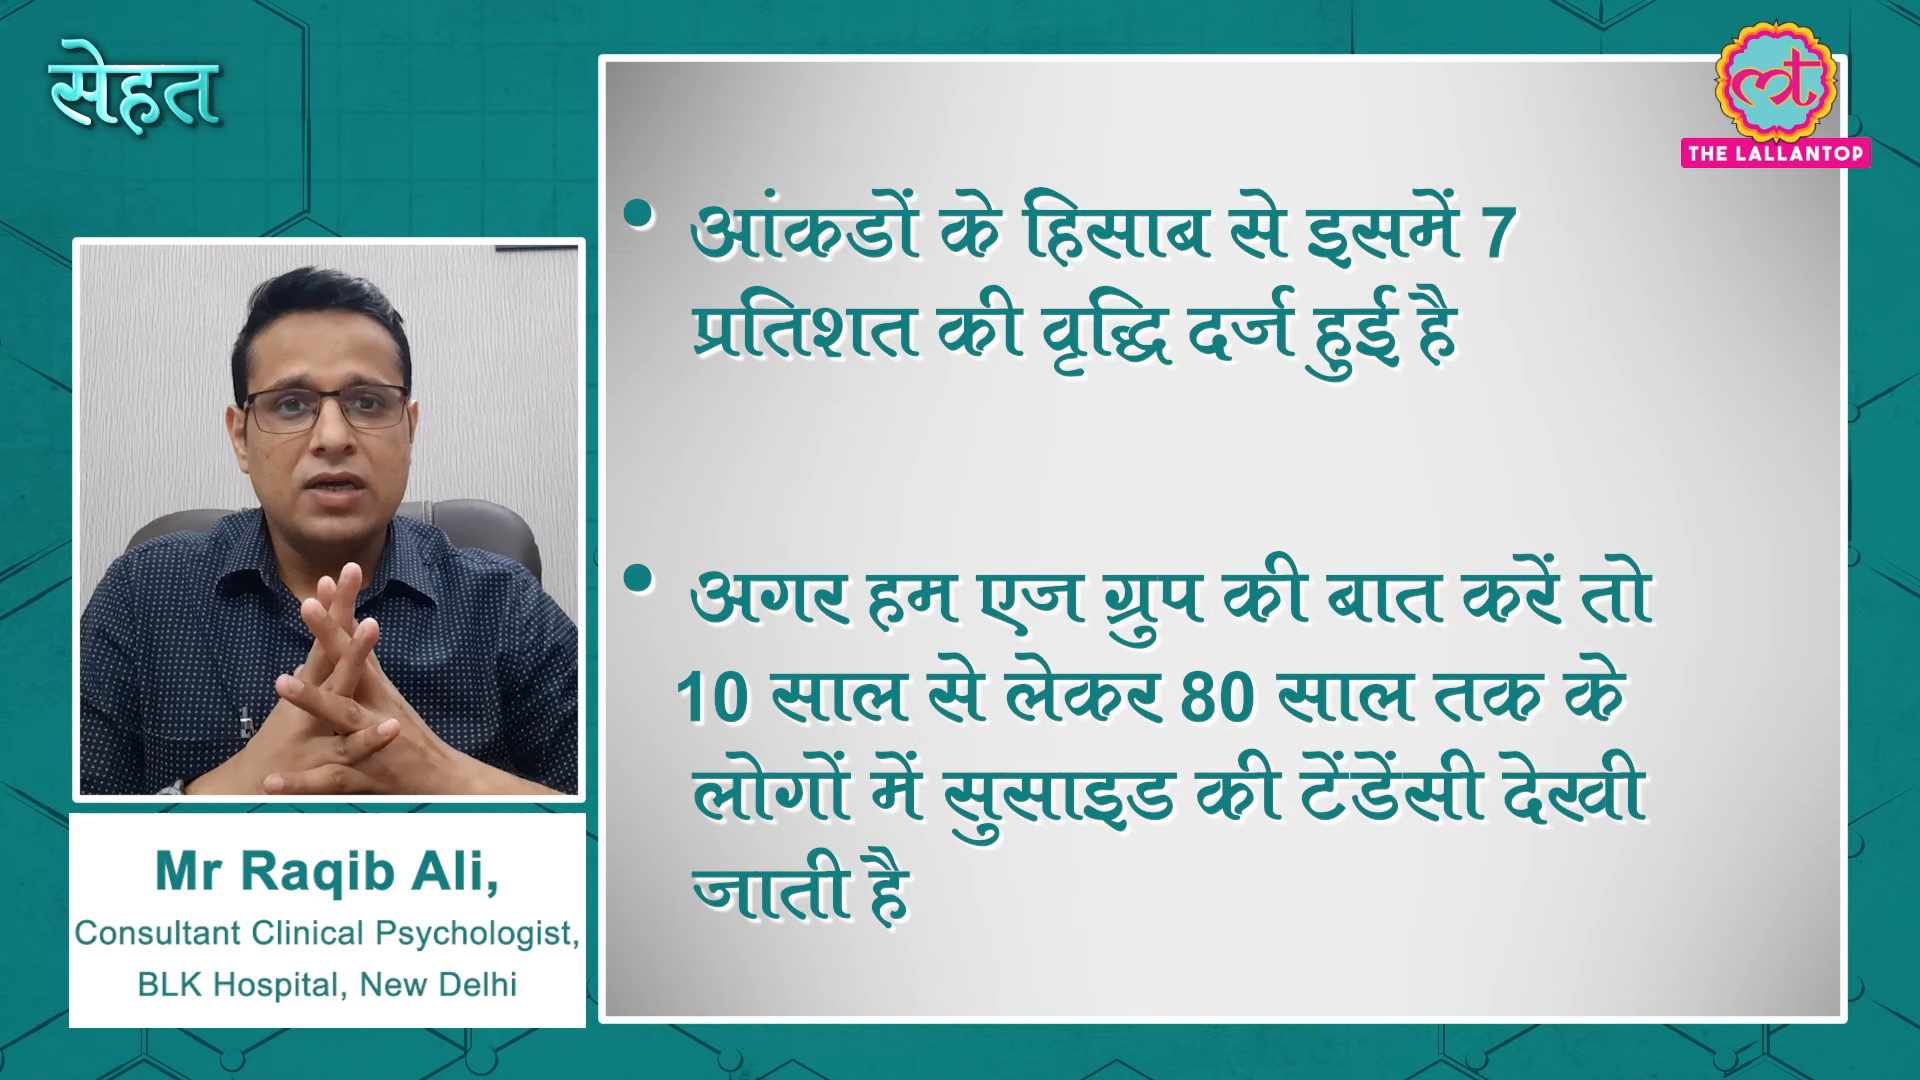 सेहत
THE LALLANTOP
• आंकडों के हिसाब से इसमें 7
प्रतिशत की वृद्धि दर्ज हुई है
• अगर हम एज ग्रुप की बात करें तो
10 साल से लेकर 80 साल तक के
लोगों में सुसाइड की टेंडेंसी देखी
जाती है
Mr Raqib Ali,
Consultant Clinical Psychologist,
BLK Hospital, New Delhi